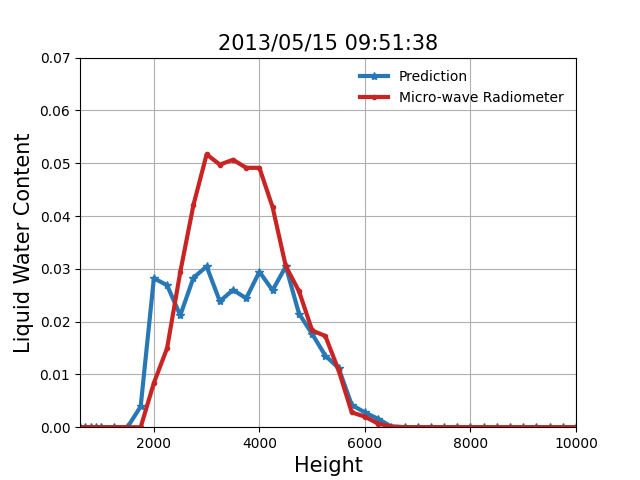 2013/05/15 09:51:38
Prediction
Micro-wave Radiometer
Liquid Water Content
0.07
0.06
0.05
0.04
0.03
0.02
0.01
0.00
2000 4000 6000 8000 10000
Height